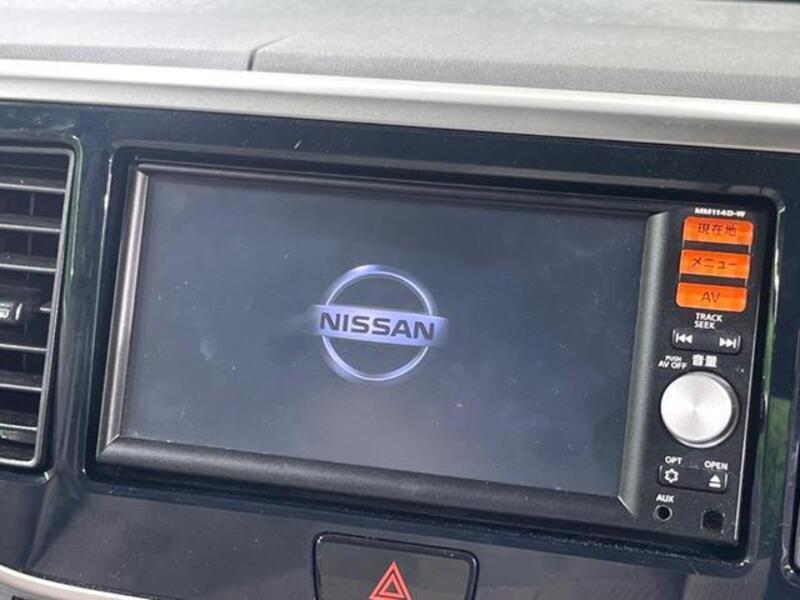 MM114D-W
現在地
メニュー
AV
TRACK
SEEK
PUSH
AV OFF
音量
NISSAN
OPT
OPEN
AUX